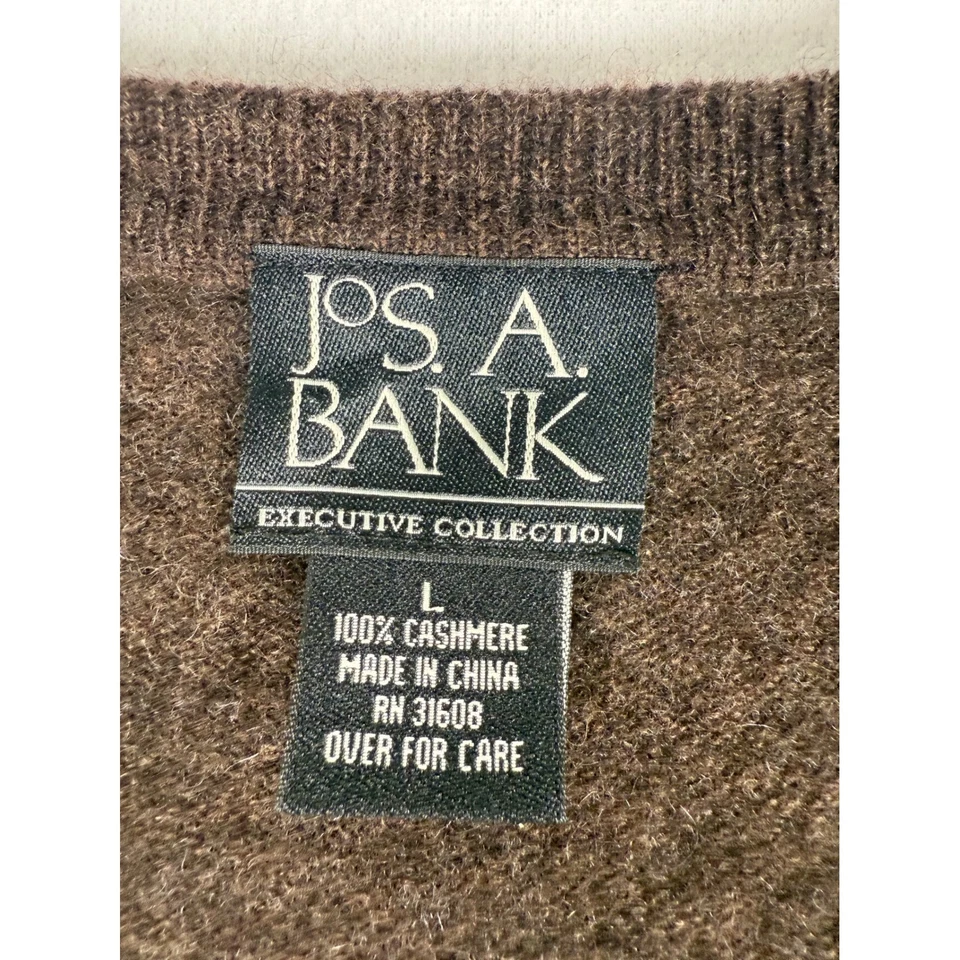 JoS. A.
BANK
EXECUTIVE COLLECTION
L
100% CASHMERE
MADE IN CHINA
RN 31608
OVER FOR CARE